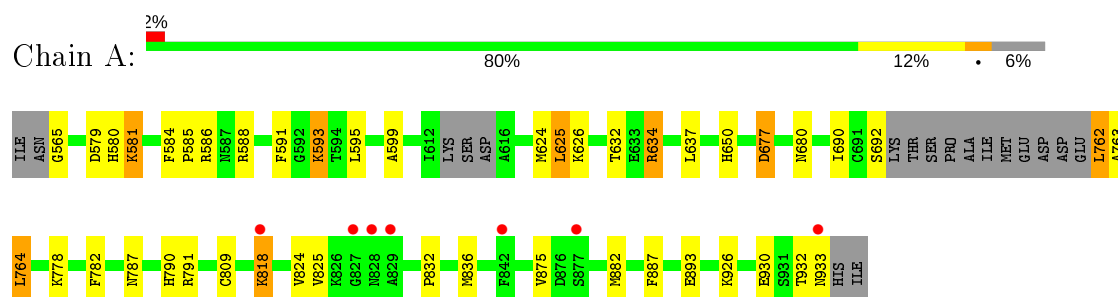 2%
Chain A:
80% 12% • 6%
ILE ASN G565 D579 H580 K581 F584 P585 R586 N587 R588 F591 G592 K593 T594 L595 A599 I612 LYS SER ASP A616 M624 L625 K626 T632 E633 R634 L637 H650 D677 N680 I690 C691 S692 LYS THR SER PRO ALA ILE MET GLU ASP ASP GLU L762 A763
L764 K778 F782 N787 H790 R791 C809 K818 V824 V825 K826 G827 N828 A829 P832 M836 F842 V875 D876 S877 M882 F887 E893 K926 E930 S931 T932 N933 HIS ILE